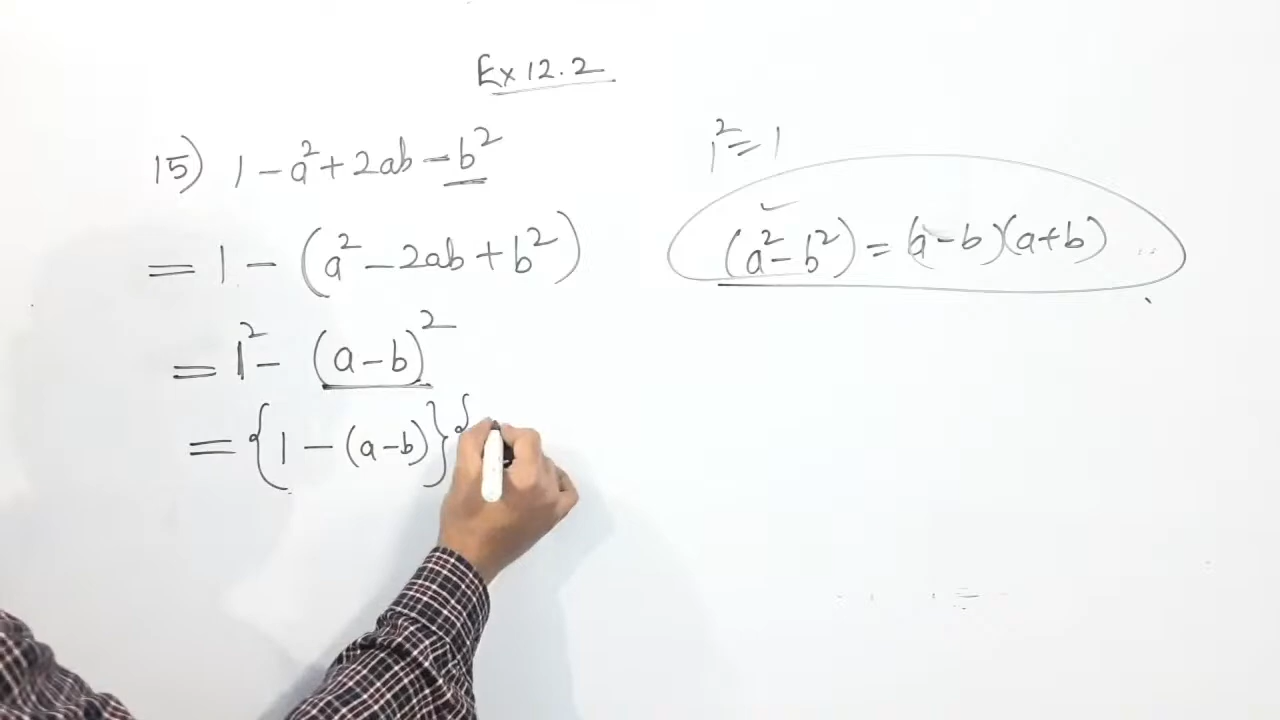 Ex 12.2
15) 1 - a² + 2ab - b²
= 1 - (a² - 2ab + b²)
= 1² - (a - b)²
= {1 - (a - b)} {
1² = 1
(a² - b²) = (a - b)(a + b)